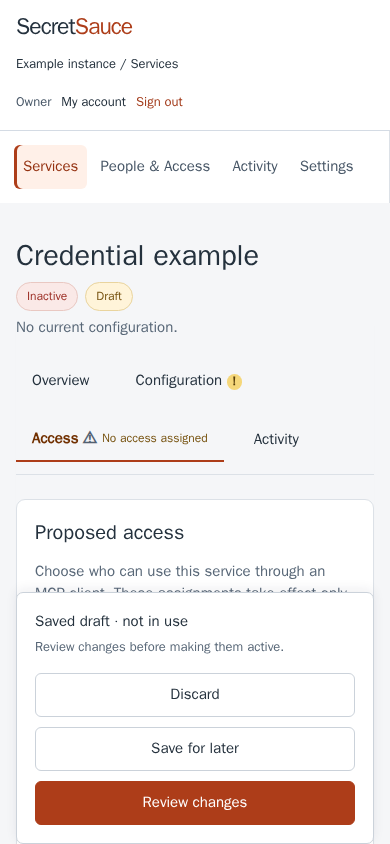 SecretSauce
Example instance / Services
Owner My account Sign out
Services People & Access Activity Settings
Credential example
Inactive Draft
No current configuration.
Overview Configuration !
Access ⚠ No access assigned Activity
Proposed access
Choose who can use this service through an
Saved draft · not in use
Review changes before making them active.
Discard
Save for later
Review changes